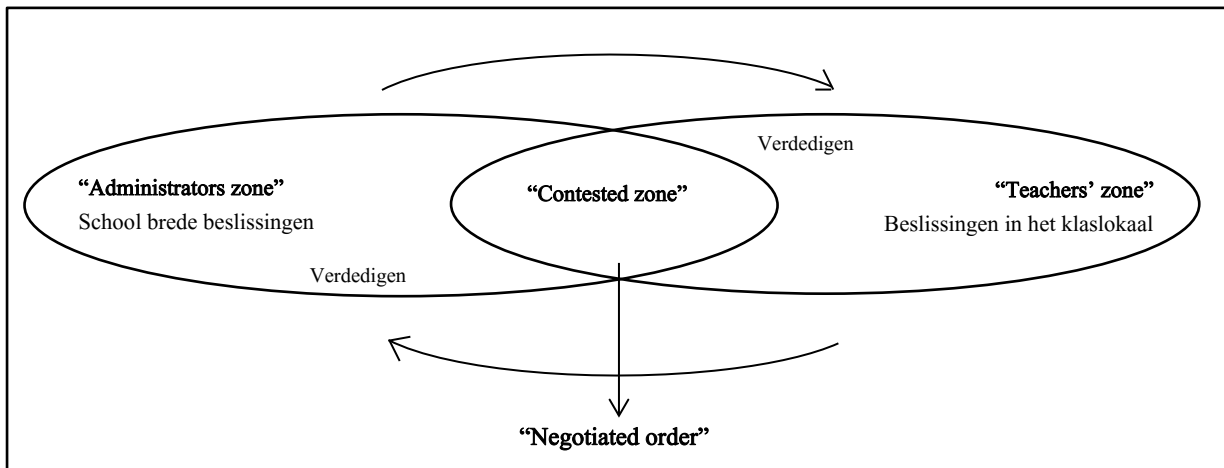 Verdedigen
“Administrators zone”
School brede beslissingen
“Contested zone”
“Teachers’ zone”
Beslissingen in het klaslokaal
Verdedigen
“Negotiated order”